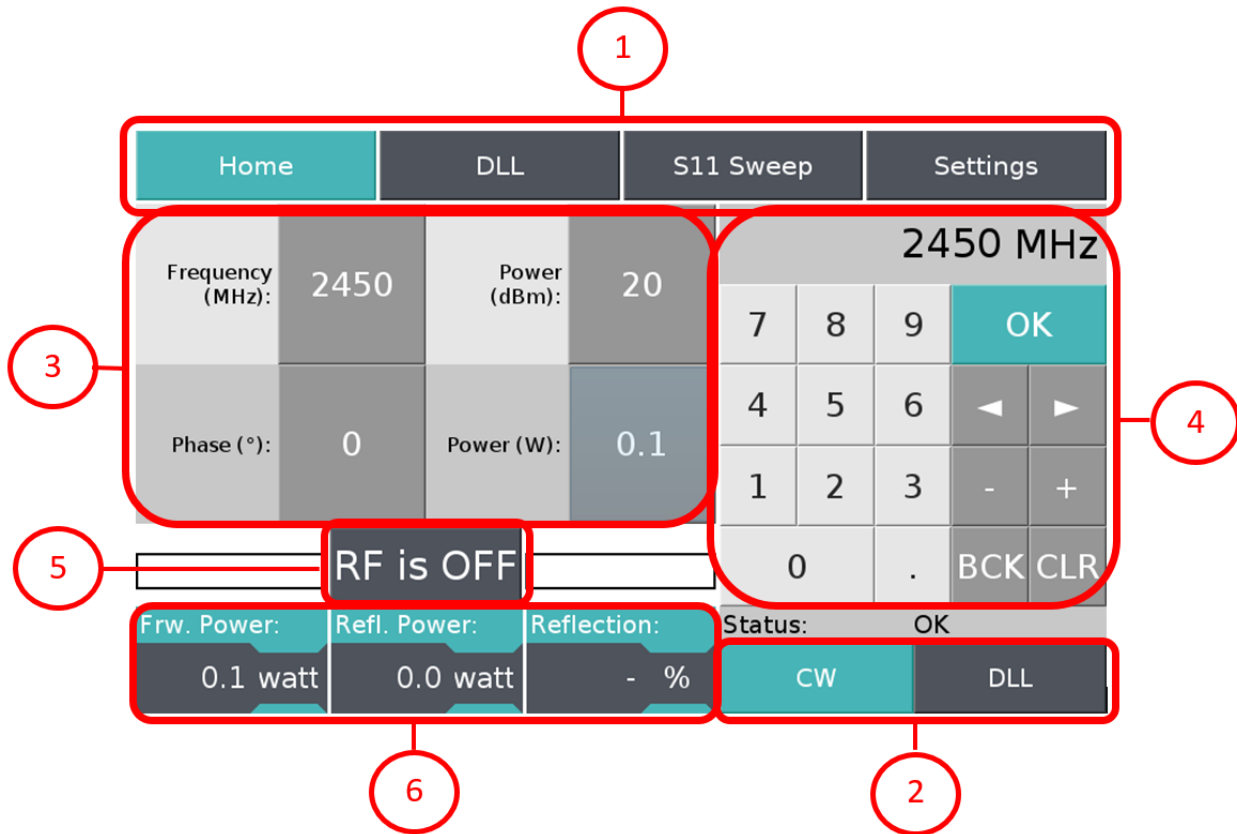 1
Home DLL S11 Sweep Settings
2450 MHz
Frequency
(MHz):
2450
Power
(dBm):
20
7 8 9 OK
3
4 5 6 ◄ ►
4
Phase (°): 0 Power (W): 0.1
1 2 3 - +
5
RF is OFF
0 . BCK CLR
Frw. Power: Refl. Power: Reflection: Status: OK
0.1 watt 0.0 watt - % CW DLL
6
2